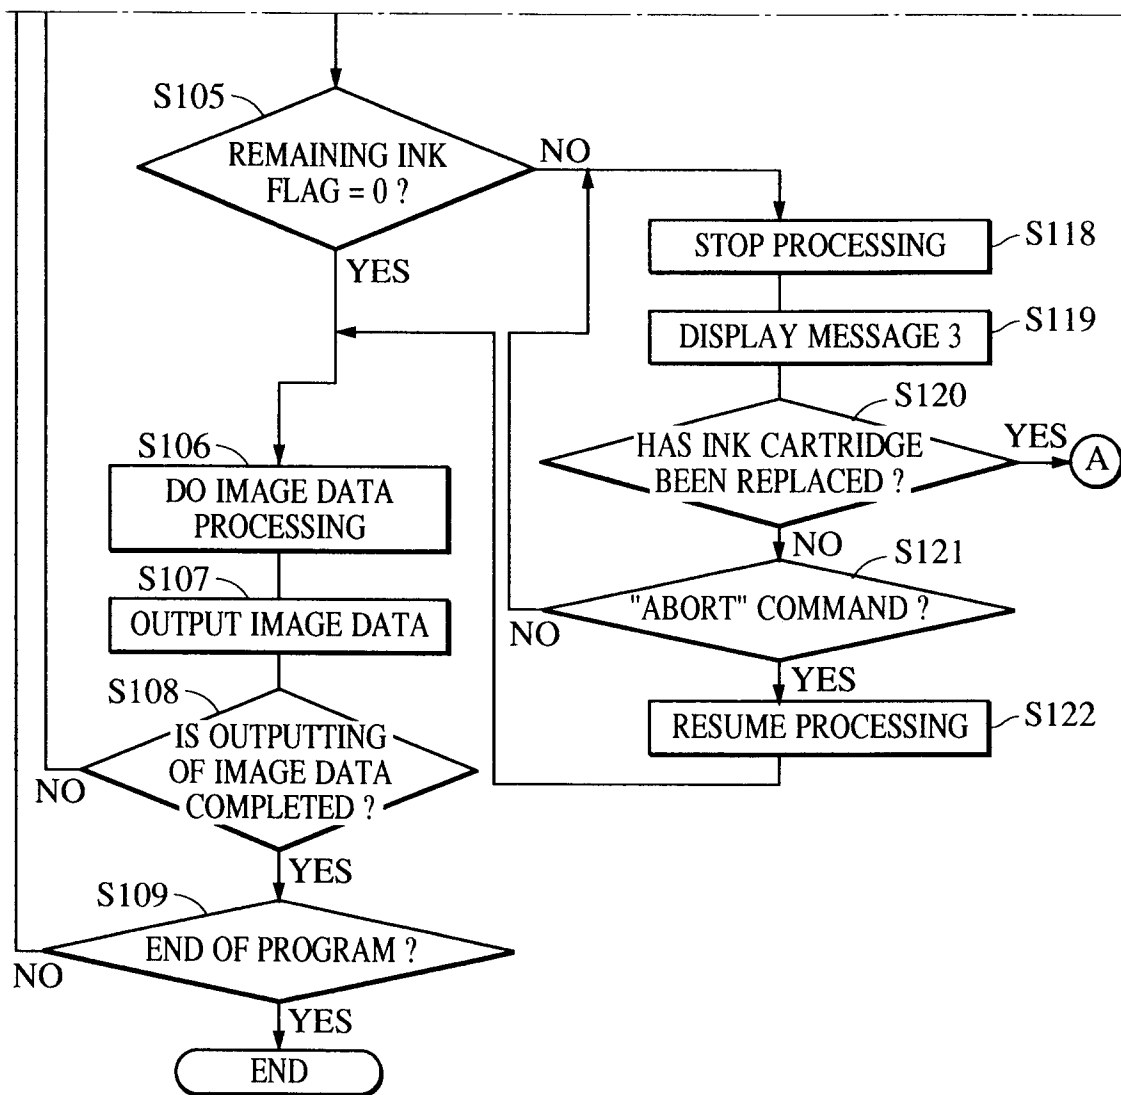 S105
REMAINING INK
FLAG = 0 ?
NO
YES
STOP PROCESSING
S118
DISPLAY MESSAGE 3
S119
S120
HAS INK CARTRIDGE
BEEN REPLACED ?
YES
A
NO
S106
DO IMAGE DATA
PROCESSING
S121
"ABORT" COMMAND ?
NO
YES
S107
OUTPUT IMAGE DATA
RESUME PROCESSING
S122
S108
IS OUTPUTTING
OF IMAGE DATA
COMPLETED ?
NO
YES
S109
END OF PROGRAM ?
NO
YES
END